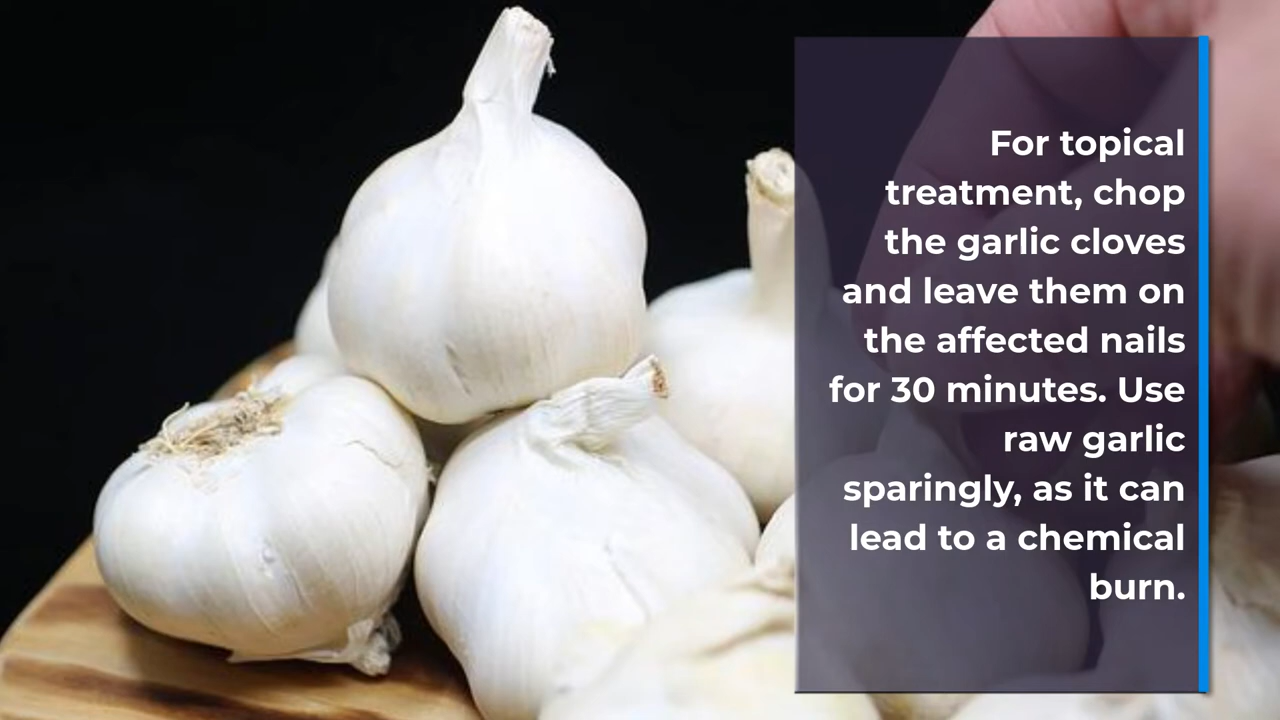 For topical
treatment, chop
the garlic cloves
and leave them on
the affected nails
for 30 minutes. Use
raw garlic
sparingly, as it can
lead to a chemical
burn.